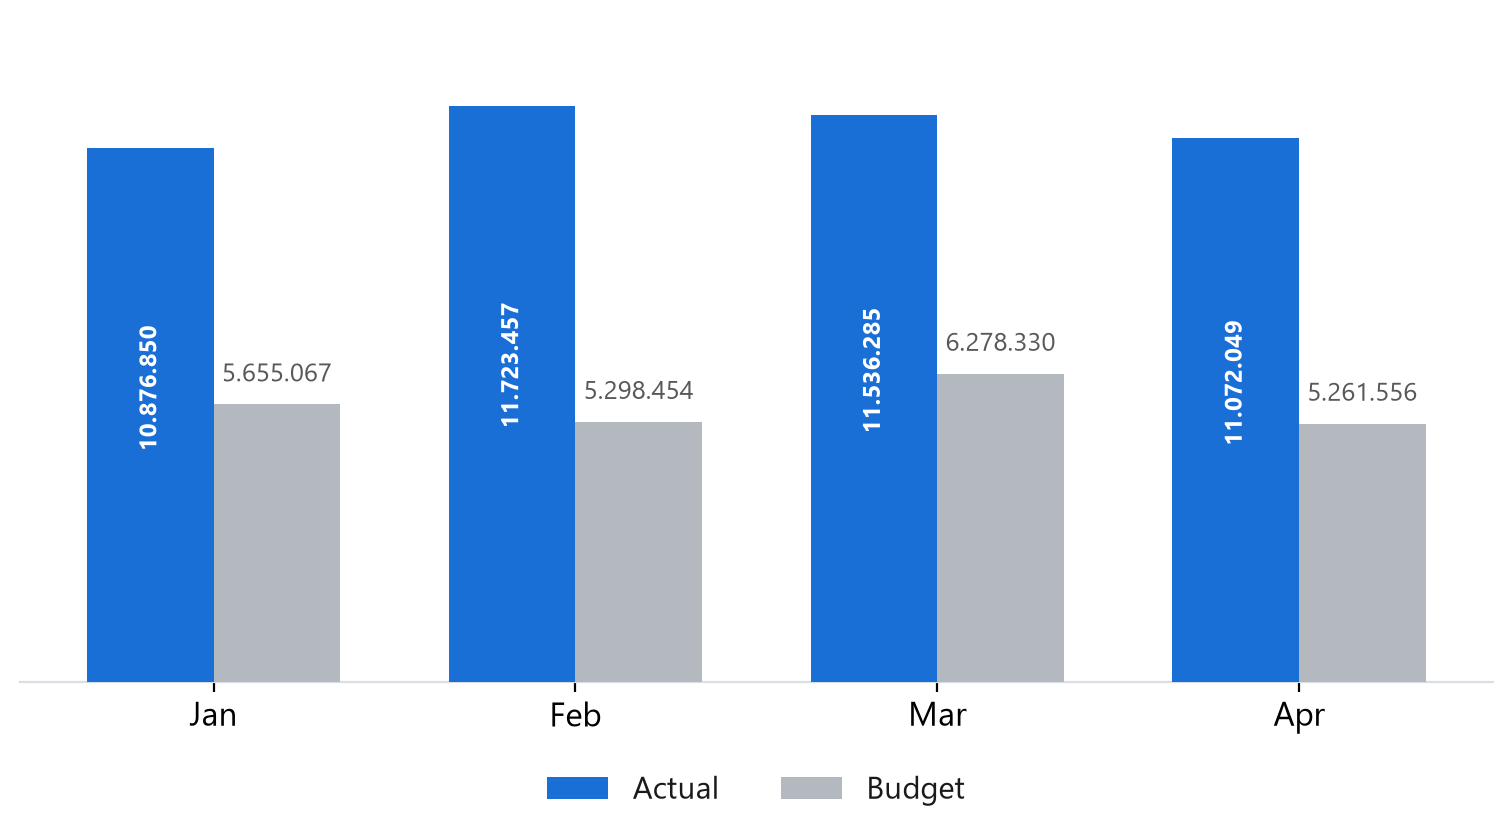 10.876.850
5.655.067
11.723.457
5.298.454
11.536.285
6.278.330
11.072.049
5.261.556
Jan
Feb
Mar
Apr
Actual
Budget